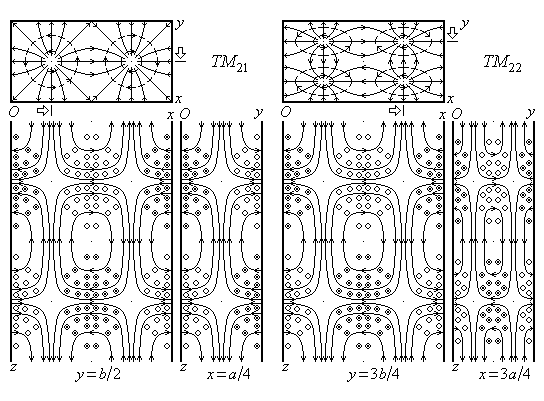 y
TM21
x
y
TM22
x
O
x
O
y
O
x
O
y
z
y=b/2
z
x=a/4
z
y=3b/4
z
x=3a/4